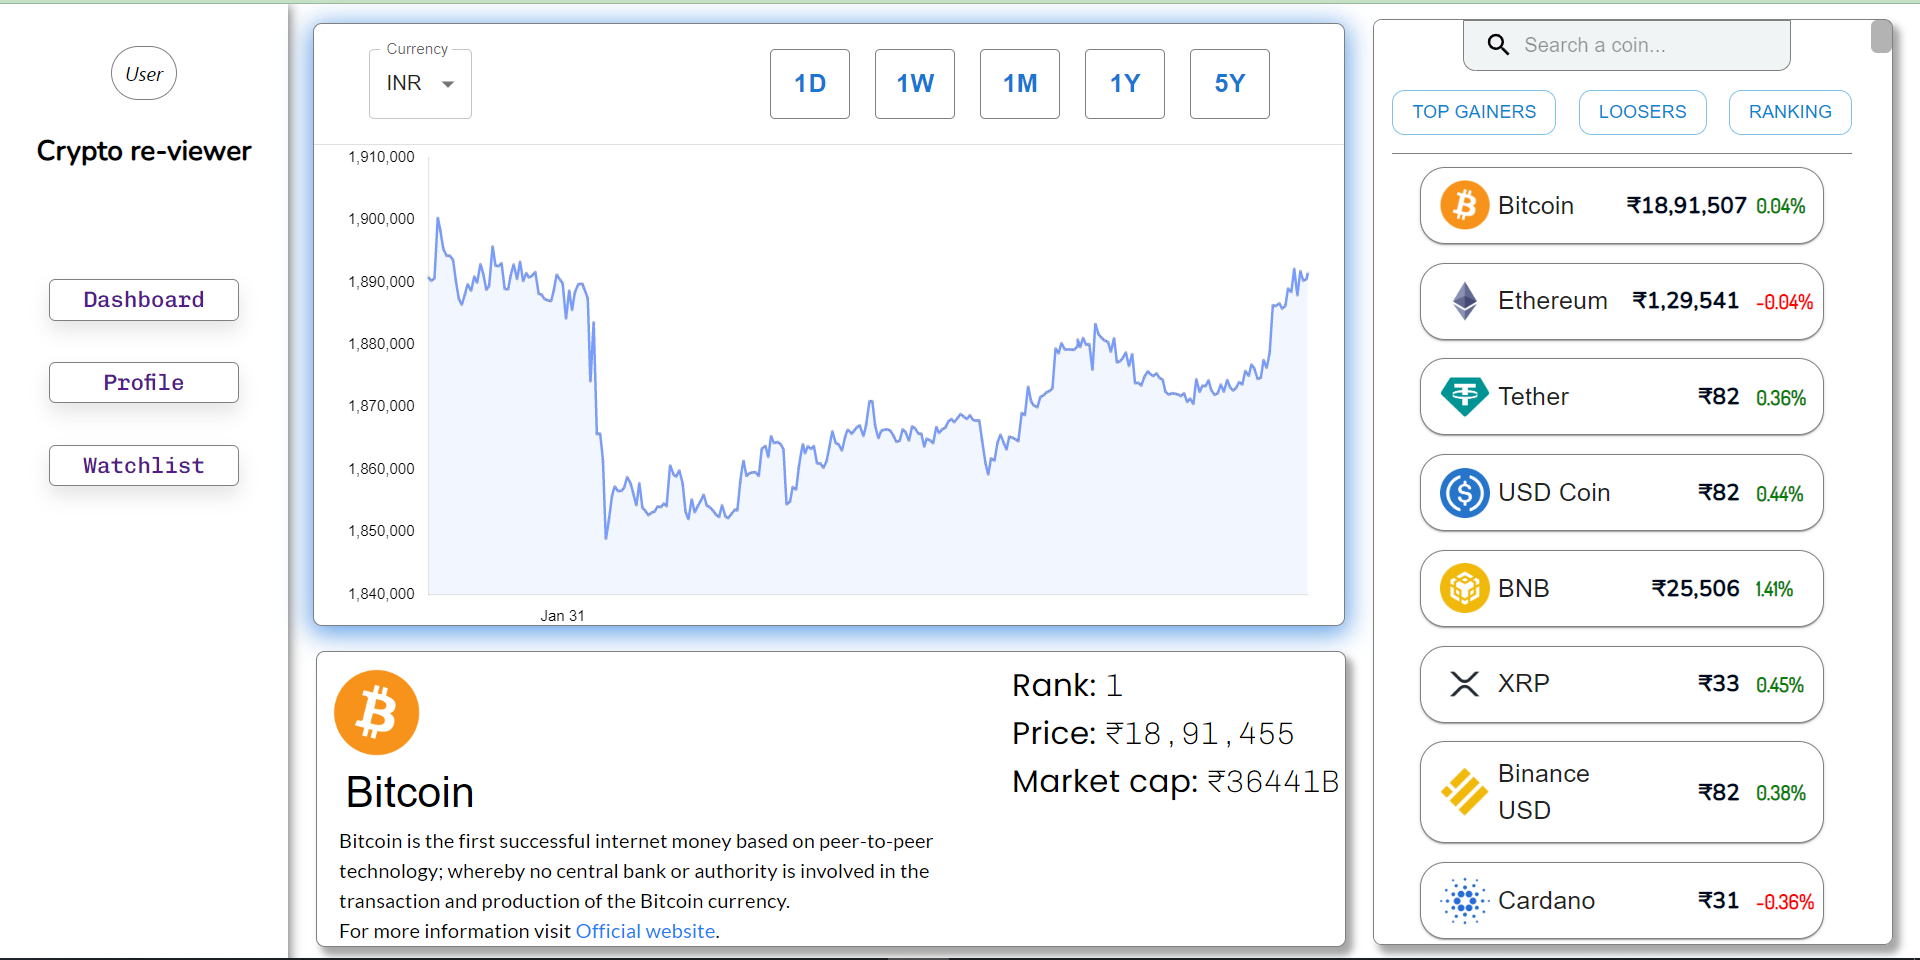 User
Crypto re-viewer
Dashboard
Profile
Watchlist
Currency
INR
1D
1W
1M
1Y
5Y
1,910,000
1,900,000
1,890,000
1,880,000
1,870,000
1,860,000
1,850,000
1,840,000
Jan 31
Bitcoin
Bitcoin is the first successful internet money based on peer-to-peer
technology; whereby no central bank or authority is involved in the
transaction and production of the Bitcoin currency.
For more information visit Official website.
Rank: 1
Price: ₹18,91,455
Market cap: ₹36441B
Search a coin...
TOP GAINERS
LOOSERS
RANKING
Bitcoin ₹18,91,507 0.04%
Ethereum ₹1,29,541 -0.04%
Tether ₹82 0.36%
USD Coin ₹82 0.44%
BNB ₹25,506 1.41%
XRP ₹33 0.45%
Binance
USD ₹82 0.38%
Cardano ₹31 -0.36%